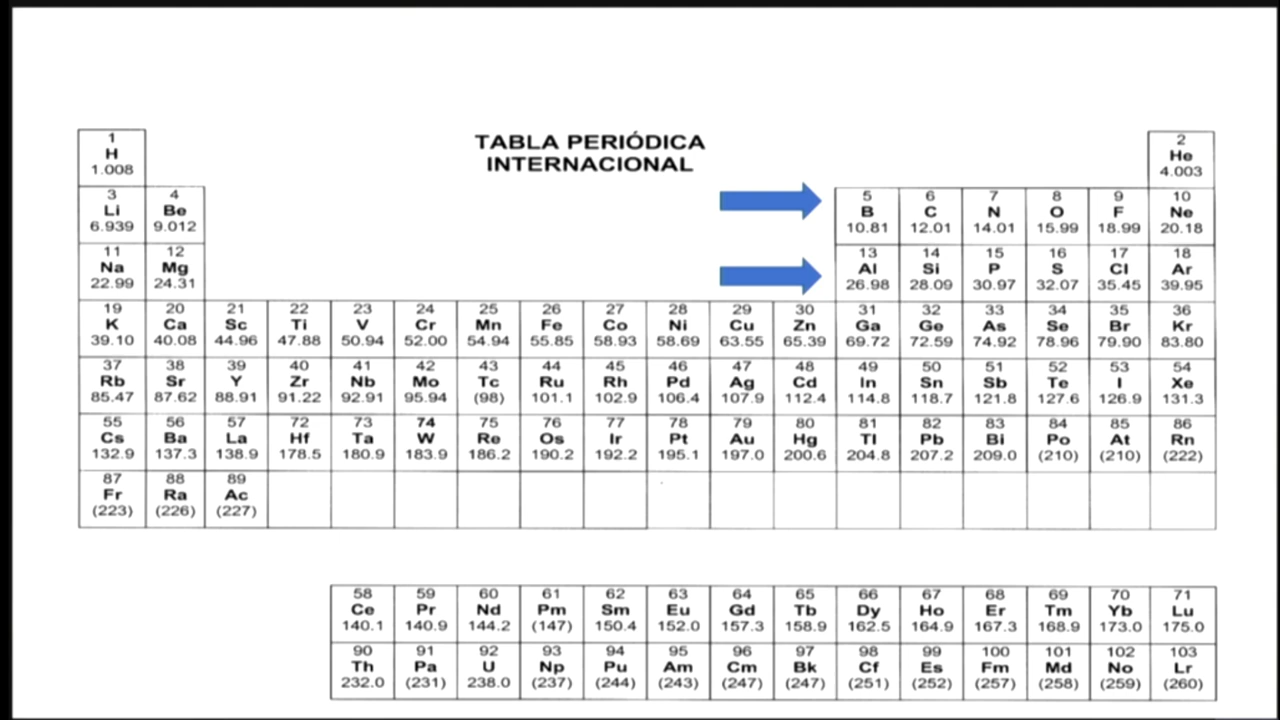 TABLA PERIÓDICA
INTERNACIONAL
1 2
H He
1.008 4.003
3 4 5 6 7 8 9 10
Li Be B C N O F Ne
6.939 9.012 10.81 12.01 14.01 15.99 18.99 20.18
11 12 13 14 15 16 17 18
Na Mg Al Si P S Cl Ar
22.99 24.31 26.98 28.09 30.97 32.07 35.45 39.95
19 20 21 22 23 24 25 26 27 28 29 30 31 32 33 34 35 36
K Ca Sc Ti V Cr Mn Fe Co Ni Cu Zn Ga Ge As Se Br Kr
39.10 40.08 44.96 47.88 50.94 52.00 54.94 55.85 58.93 58.69 63.55 65.39 69.72 72.59 74.92 78.96 79.90 83.80
37 38 39 40 41 42 43 44 45 46 47 48 49 50 51 52 53 54
Rb Sr Y Zr Nb Mo Tc Ru Rh Pd Ag Cd In Sn Sb Te I Xe
85.47 87.62 88.91 91.22 92.91 95.94 (98) 101.1 102.9 106.4 107.9 112.4 114.8 118.7 121.8 127.6 126.9 131.3
55 56 57 72 73 74 75 76 77 78 79 80 81 82 83 84 85 86
Cs Ba La Hf Ta W Re Os Ir Pt Au Hg Tl Pb Bi Po At Rn
132.9 137.3 138.9 178.5 180.9 183.9 186.2 190.2 192.2 195.1 197.0 200.6 204.8 207.2 209.0 (210) (210) (222)
87 88 89
Fr Ra Ac
(223) (226) (227)
58 59 60 61 62 63 64 65 66 67 68 69 70 71
Ce Pr Nd Pm Sm Eu Gd Tb Dy Ho Er Tm Yb Lu
140.1 140.9 144.2 (147) 150.4 152.0 157.3 158.9 162.5 164.9 167.3 168.9 173.0 175.0
90 91 92 93 94 95 96 97 98 99 100 101 102 103
Th Pa U Np Pu Am Cm Bk Cf Es Fm Md No Lr
232.0 (231) 238.0 (237) (244) (243) (247) (247) (251) (252) (257) (258) (259) (260)